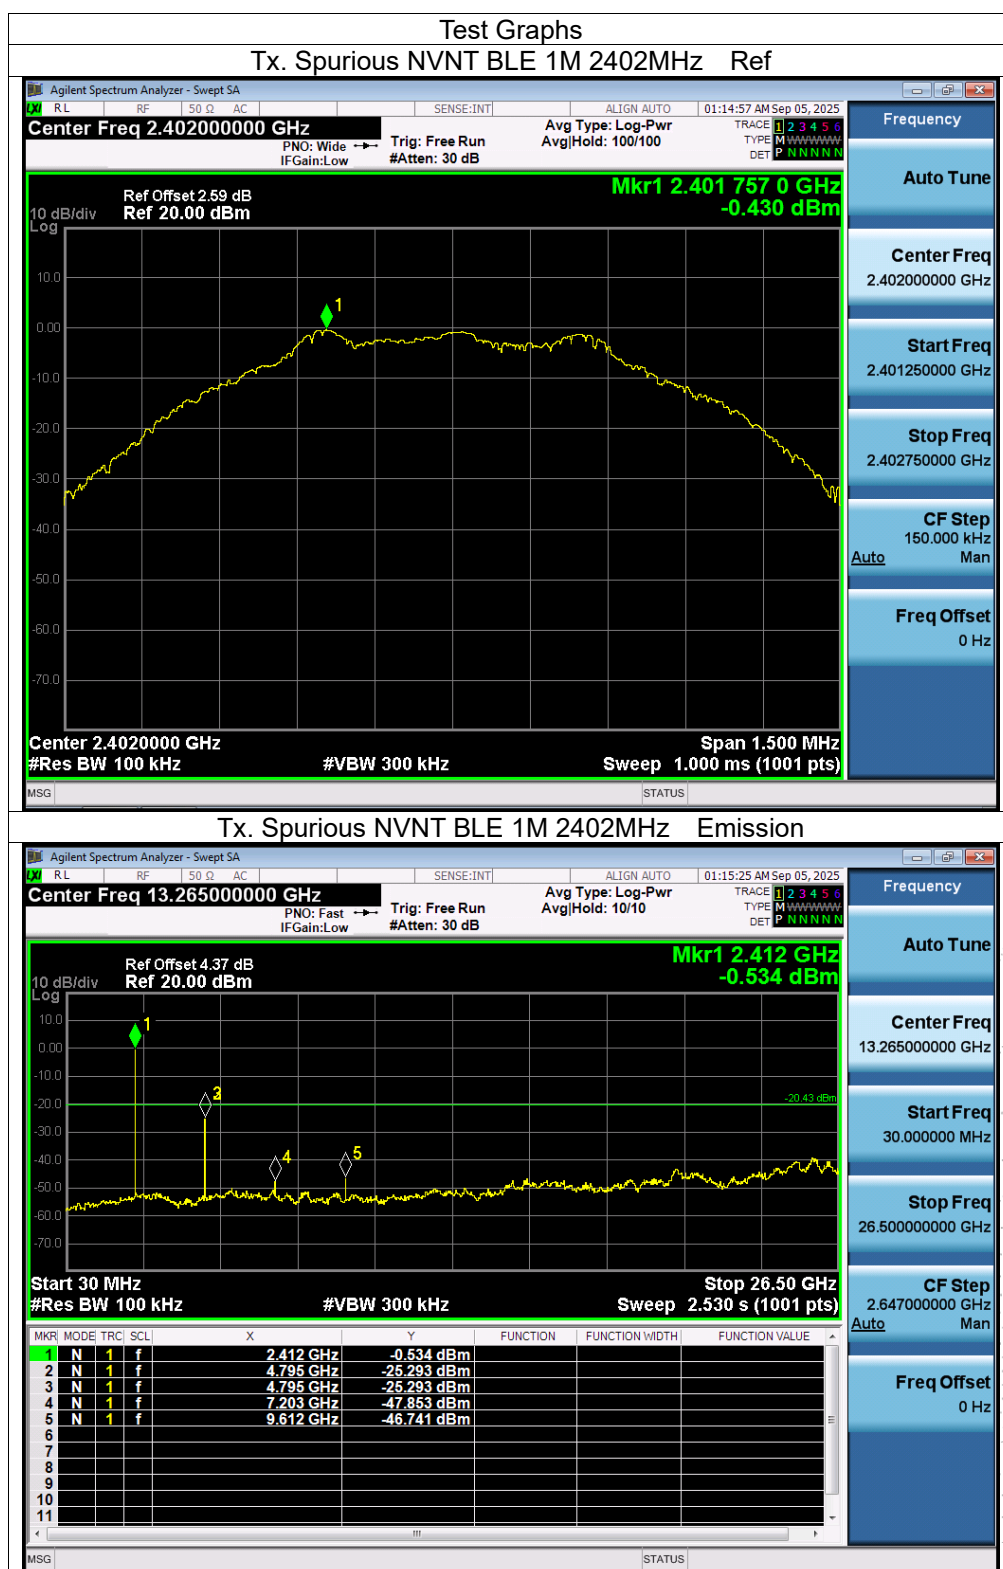 Test Graphs
Tx. Spurious NVNT BLE 1M 2402MHz    Ref
Agilent Spectrum Analyzer - Swept SA
LXI RL RF 50 Ω AC SENSE:INT ALIGN AUTO 01:14:57 AM Sep 05, 2025
Center Freq 2.402000000 GHz
PNO: Wide
IFGain:Low
Trig: Free Run
#Atten: 30 dB
Avg Type: Log-Pwr
Avg|Hold: 100/100
TRACE 1 2 3 4 5 6
TYPE M WWWWW
DET P N N N N N
Frequency
Auto Tune
Center Freq
2.402000000 GHz
Start Freq
2.401250000 GHz
Stop Freq
2.402750000 GHz
CF Step
150.000 kHz
Auto Man
Freq Offset
0 Hz
Mkr1 2.401 757 0 GHz
-0.430 dBm
Ref Offset 2.59 dB
10 dB/div Ref 20.00 dBm
Log
1
10.0
0.00
-10.0
-20.0
-30.0
-40.0
-50.0
-60.0
-70.0
Center 2.4020000 GHz Span 1.500 MHz
#Res BW 100 kHz #VBW 300 kHz Sweep 1.000 ms (1001 pts)
MSG STATUS
Tx. Spurious NVNT BLE 1M 2402MHz    Emission
Agilent Spectrum Analyzer - Swept SA
LXI RL RF 50 Ω AC SENSE:INT ALIGN AUTO 01:15:25 AM Sep 05, 2025
Center Freq 13.265000000 GHz
PNO: Fast
IFGain:Low
Trig: Free Run
#Atten: 30 dB
Avg Type: Log-Pwr
Avg|Hold: 10/10
TRACE 1 2 3 4 5 6
TYPE M WWWWW
DET P N N N N N
Frequency
Auto Tune
Center Freq
13.265000000 GHz
Start Freq
30.000000 MHz
Stop Freq
26.500000000 GHz
CF Step
2.647000000 GHz
Auto Man
Freq Offset
0 Hz
Mkr1 2.412 GHz
-0.534 dBm
Ref Offset 4.37 dB
10 dB/div Ref 20.00 dBm
Log
10.0
0.00
-10.0
-20.0
-30.0
-40.0
-50.0
-60.0
-70.0
1
3
4
5
-20.43 dBm
Start 30 MHz Stop 26.50 GHz
#Res BW 100 kHz #VBW 300 kHz Sweep 2.530 s (1001 pts)
MKR MODE TRC SCL X Y FUNCTION FUNCTION WIDTH FUNCTION VALUE
1 N 1 f 2.412 GHz -0.534 dBm
2 N 1 f 4.795 GHz -25.293 dBm
3 N 1 f 4.795 GHz -25.293 dBm
4 N 1 f 7.203 GHz -47.853 dBm
5 N 1 f 9.612 GHz -46.741 dBm
6
7
8
9
10
11
MSG STATUS